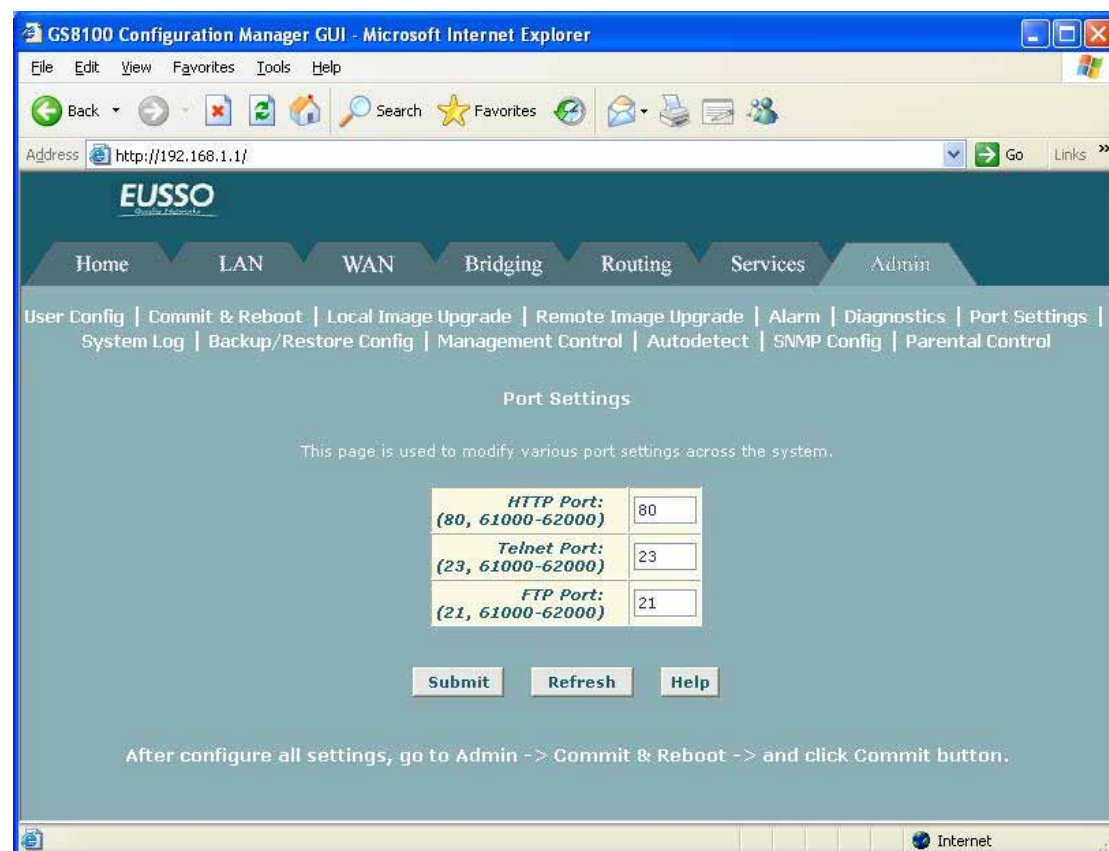 GS8100 Configuration Manager GUI - Microsoft Internet Explorer
File Edit View Favorites Tools Help
Back Search Favorites
Address http://192.168.1.1/ Go Links »
EUSSO
Home LAN WAN Bridging Routing Services Admin
User Config | Commit & Reboot | Local Image Upgrade | Remote Image Upgrade | Alarm | Diagnostics | Port Settings |
System Log | Backup/Restore Config | Management Control | Autodetect | SNMP Config | Parental Control
Port Settings
This page is used to modify various port settings across the system.
HTTP Port:
(80, 61000-62000) 80
Telnet Port:
(23, 61000-62000) 23
FTP Port:
(21, 61000-62000) 21
Submit Refresh Help
After configure all settings, go to Admin -> Commit & Reboot -> and click Commit button.
Internet